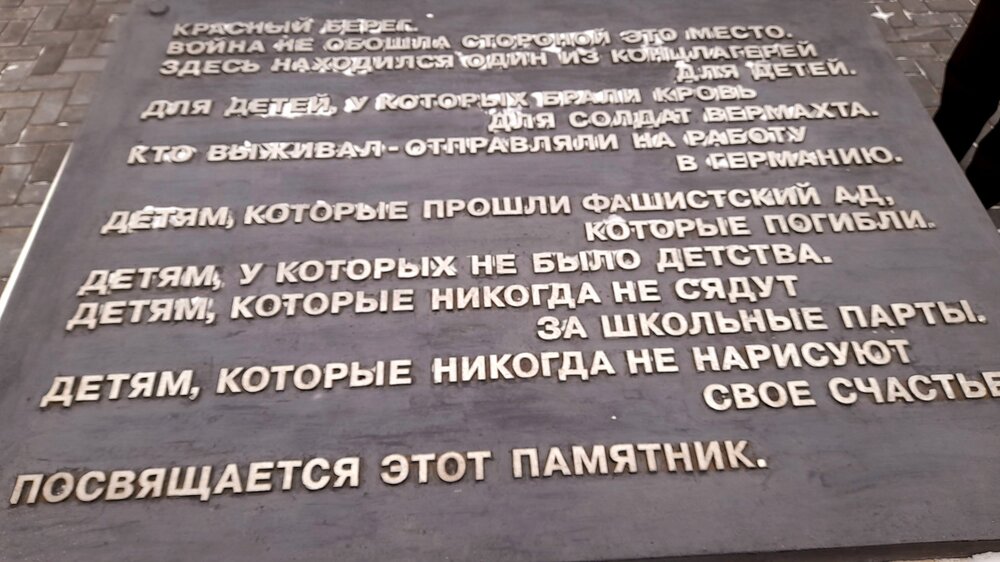 КРАСНЫЙ БЕРЕГ.
ВОЙНА НЕ ОБОШЛА СТОРОНОЙ ЭТО МЕСТО.
ЗДЕСЬ НАХОДИЛСЯ ОДИН ИЗ КОНЦЛАГЕРЕЙ
ДЛЯ ДЕТЕЙ.
ДЛЯ ДЕТЕЙ, У КОТОРЫХ БРАЛИ КРОВЬ
ДЛЯ СОЛДАТ ВЕРМАХТА.
КТО ВЫЖИВАЛ - ОТПРАВЛЯЛИ НА РАБОТУ
В ГЕРМАНИЮ.
ДЕТЯМ, КОТОРЫЕ ПРОШЛИ ФАШИСТСКИЙ АД,
КОТОРЫЕ ПОГИБЛИ.
ДЕТЯМ, У КОТОРЫХ НЕ БЫЛО ДЕТСТВА.
ДЕТЯМ, КОТОРЫЕ НИКОГДА НЕ СЯДУТ
ЗА ШКОЛЬНЫЕ ПАРТЫ.
ДЕТЯМ, КОТОРЫЕ НИКОГДА НЕ НАРИСУЮТ
СВОЕ СЧАСТЬЕ
ПОСВЯЩАЕТСЯ ЭТОТ ПАМЯТНИК.